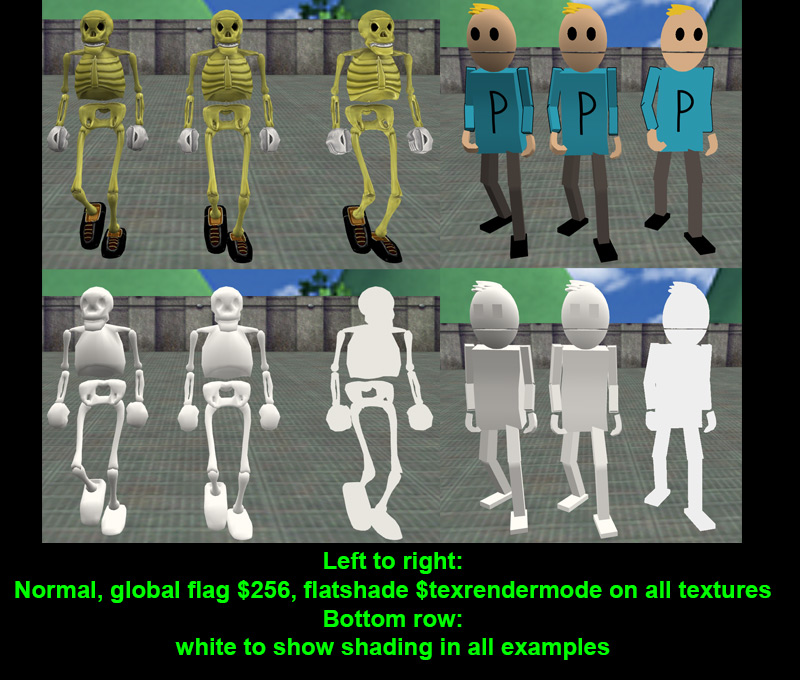 P P P
Left to right:
Normal, global flag $256, flatshade $texrendermode on all textures
Bottom row:
white to show shading in all examples